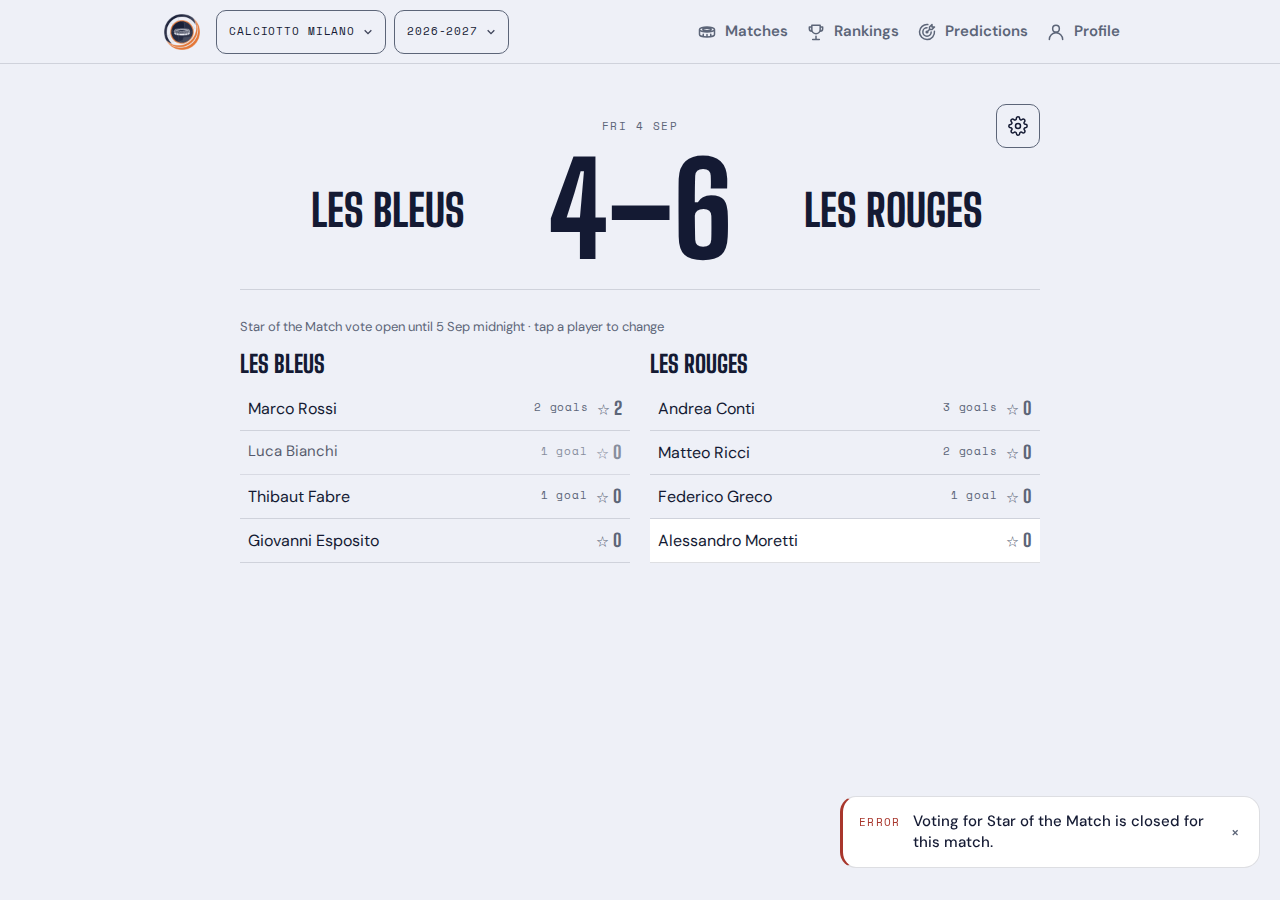 CALCIOTTO MILANO
2026-2027
Matches
Rankings
Predictions
Profile
FRI 4 SEP
LES BLEUS
4–6
LES ROUGES
Star of the Match vote open until 5 Sep midnight · tap a player to change
LES BLEUS
Marco Rossi 2 goals ☆ 2
Luca Bianchi 1 goal ☆ 0
Thibaut Fabre 1 goal ☆ 0
Giovanni Esposito ☆ 0
LES ROUGES
Andrea Conti 3 goals ☆ 0
Matteo Ricci 2 goals ☆ 0
Federico Greco 1 goal ☆ 0
Alessandro Moretti ☆ 0
ERROR
Voting for Star of the Match is closed for
this match.
×